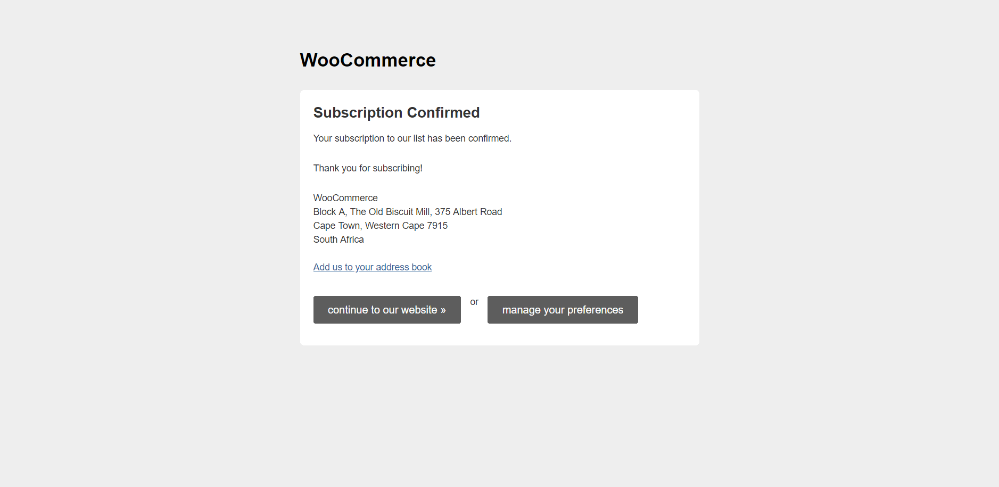 WooCommerce
Subscription Confirmed
Your subscription to our list has been confirmed.
Thank you for subscribing!
WooCommerce
Block A, The Old Biscuit Mill, 375 Albert Road
Cape Town, Western Cape 7915
South Africa
Add us to your address book
continue to our website » or manage your preferences